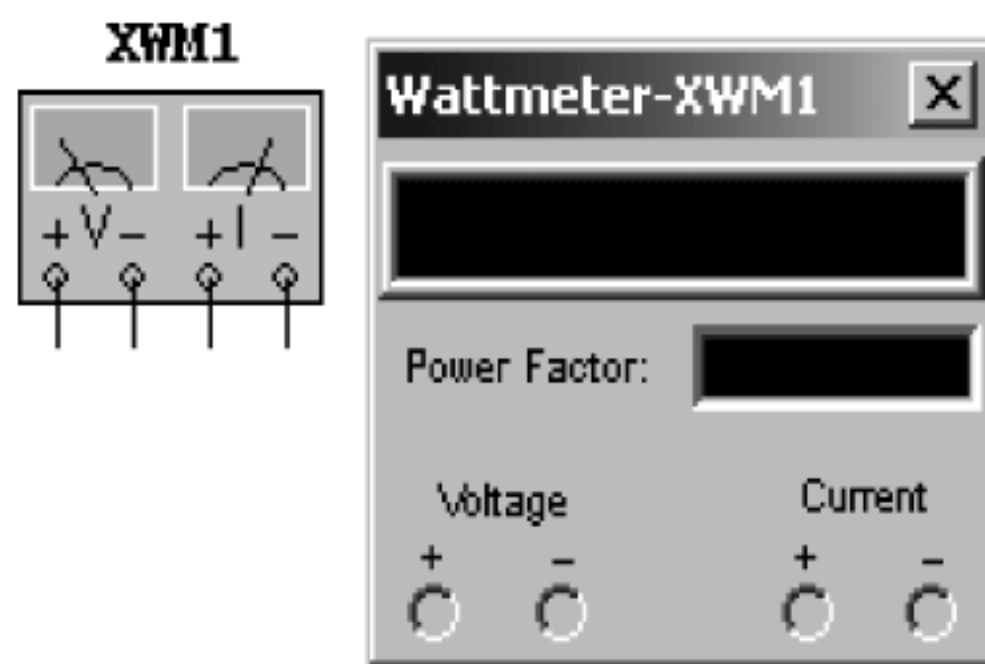 XWM1
+ V - + I -
Wattmeter-XWM1
Power Factor:
Voltage Current
+ - + -